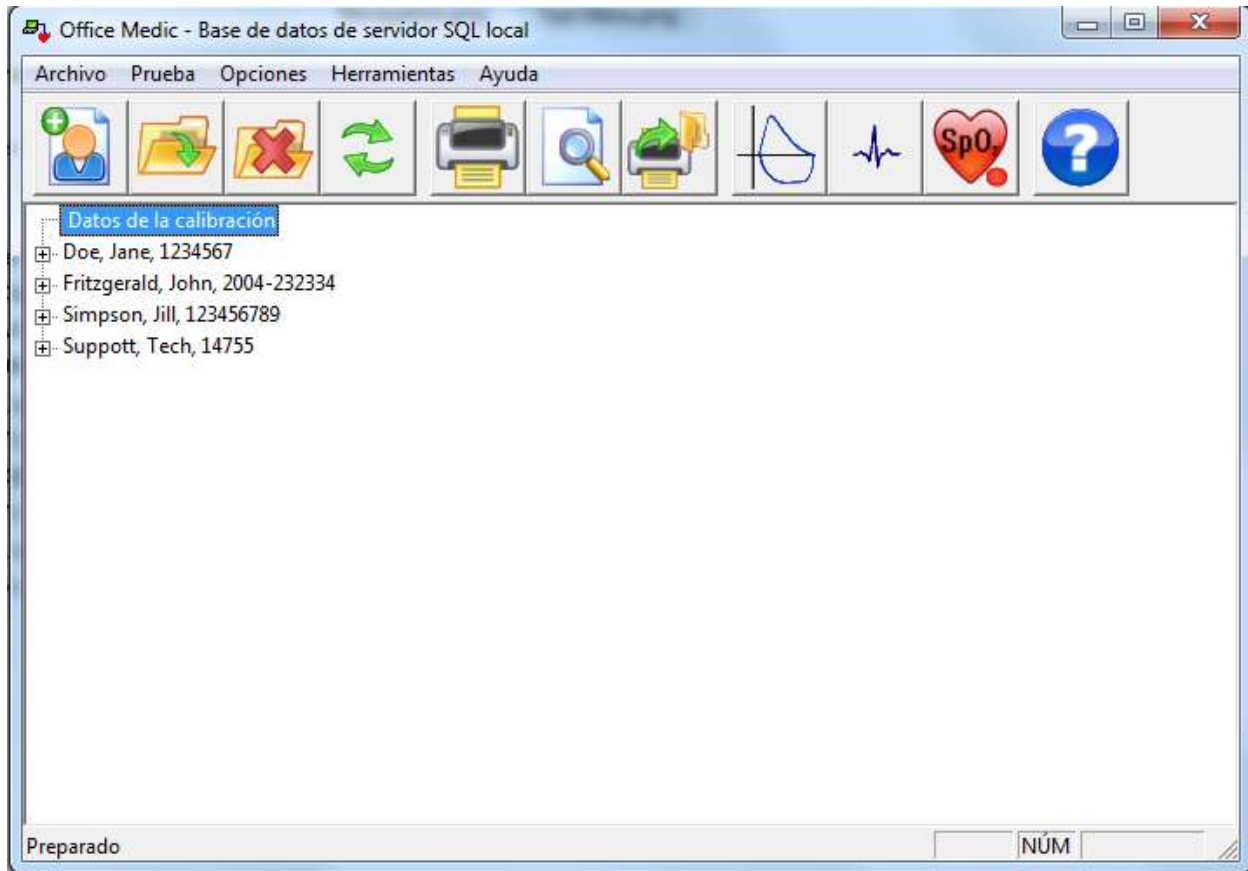 Office Medic - Base de datos de servidor SQL local
Archivo Prueba Opciones Herramientas Ayuda
SpO₂
?
Datos de la calibración
Doe, Jane, 1234567
Fritzgerald, John, 2004-232334
Simpson, Jill, 123456789
Suppott, Tech, 14755
Preparado NÚM